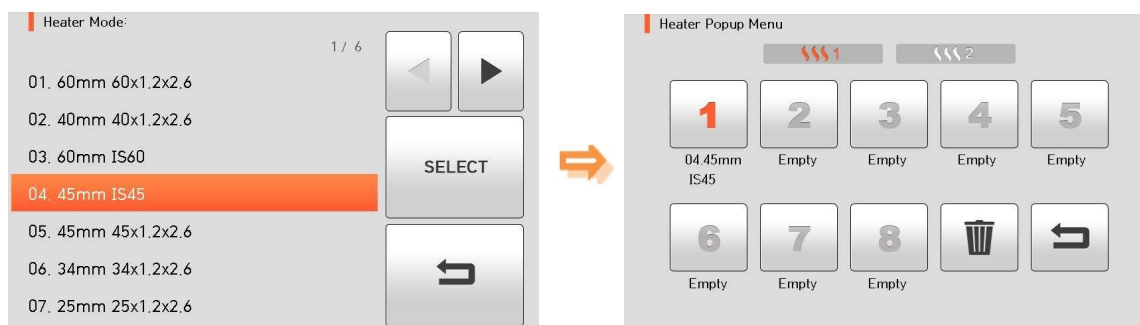 Heater Mode:
1 / 6
01. 60mm 60x1.2x2.6
02. 40mm 40x1.2x2.6
03. 60mm IS60
04. 45mm IS45
05. 45mm 45x1.2x2.6
06. 34mm 34x1.2x2.6
07. 25mm 25x1.2x2.6
SELECT
Heater Popup Menu
1 2
1 2 3 4 5
04.45mm IS45 Empty Empty Empty Empty
6 7 8
Empty Empty Empty